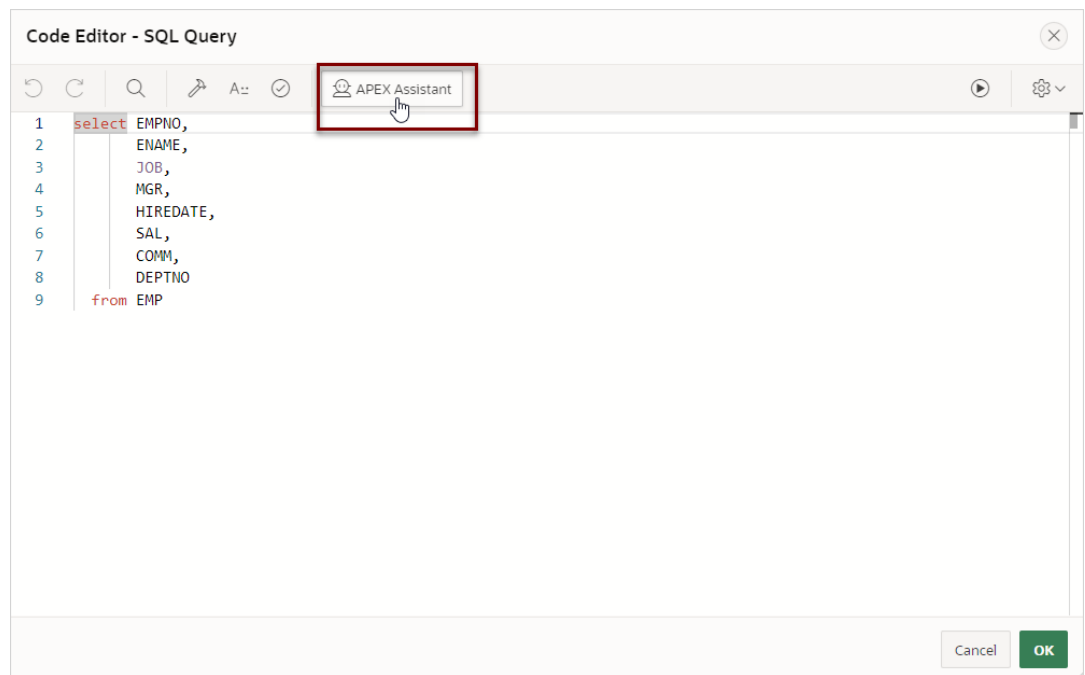 Code Editor - SQL Query
A:: APEX Assistant
1 select EMPNO,
2 ENAME,
3 JOB,
4 MGR,
5 HIREDATE,
6 SAL,
7 COMM,
8 DEPTNO
9 from EMP
Cancel OK